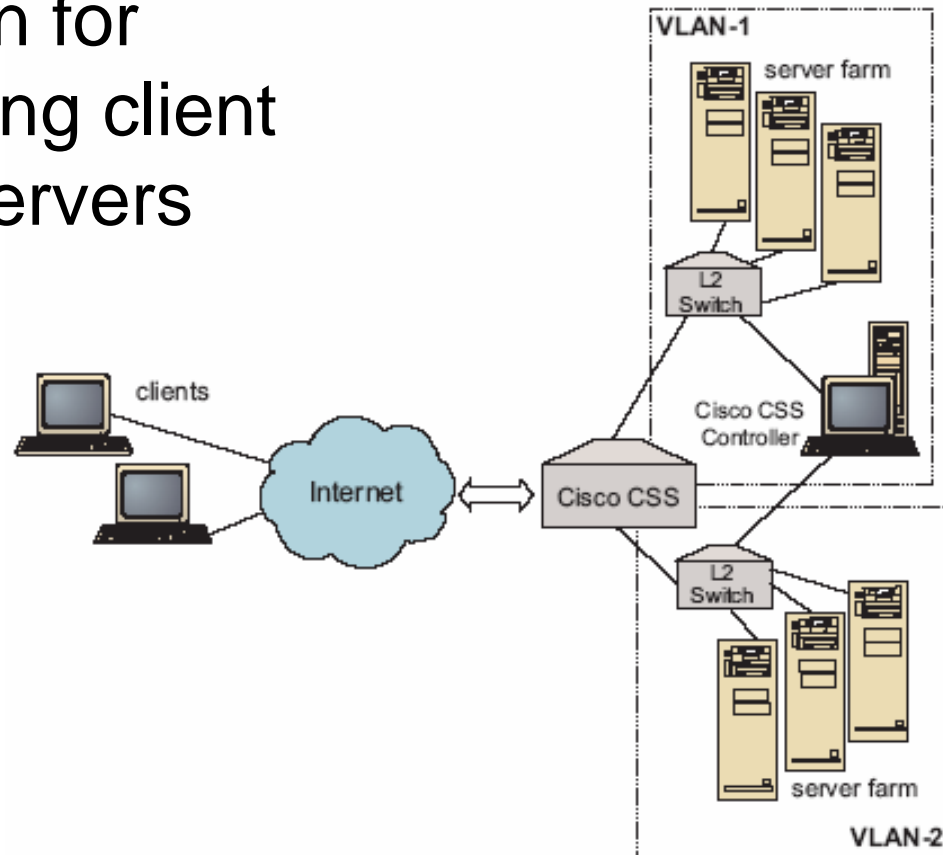 for
ng client
ervers
VLAN-1
server farm
L2
Switch
clients
Cisco CSS
Controller
Internet
Cisco CSS
L2
Switch
server farm
VLAN-2